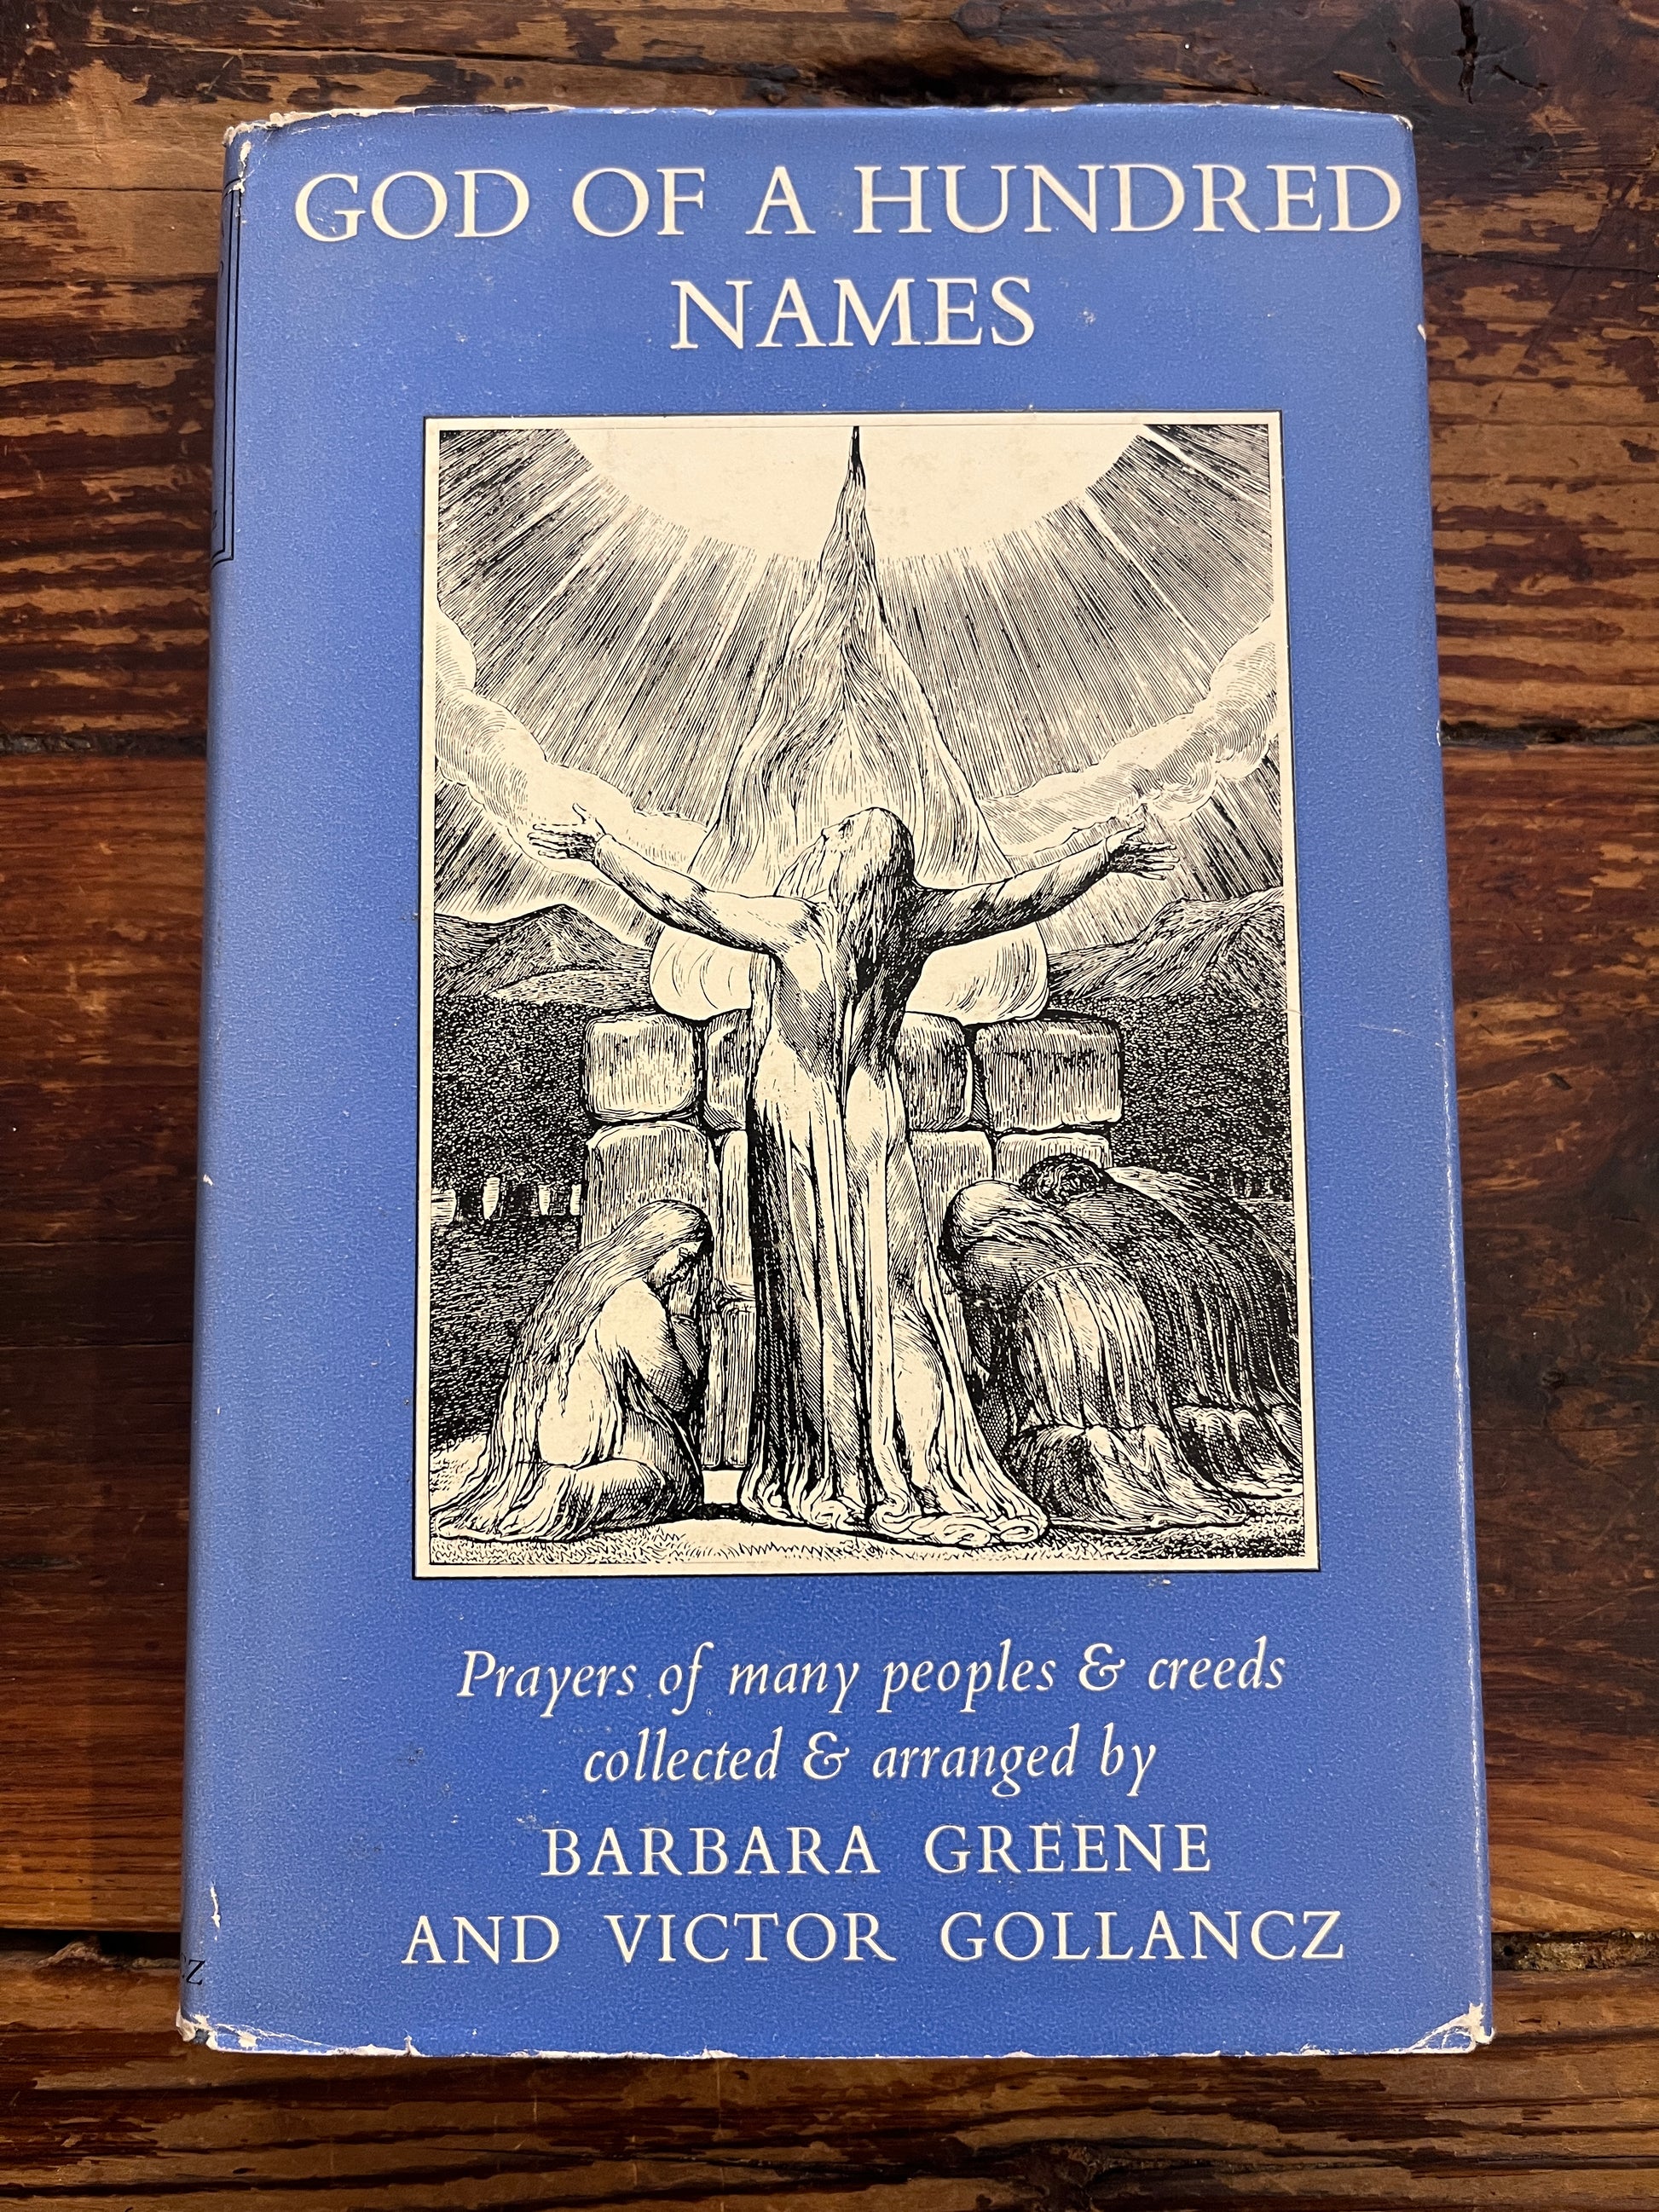 GOD OF A HUNDRED
NAMES
Prayers of many peoples & creeds
collected & arranged by
BARBARA GREENE
AND VICTOR GOLLANCZ